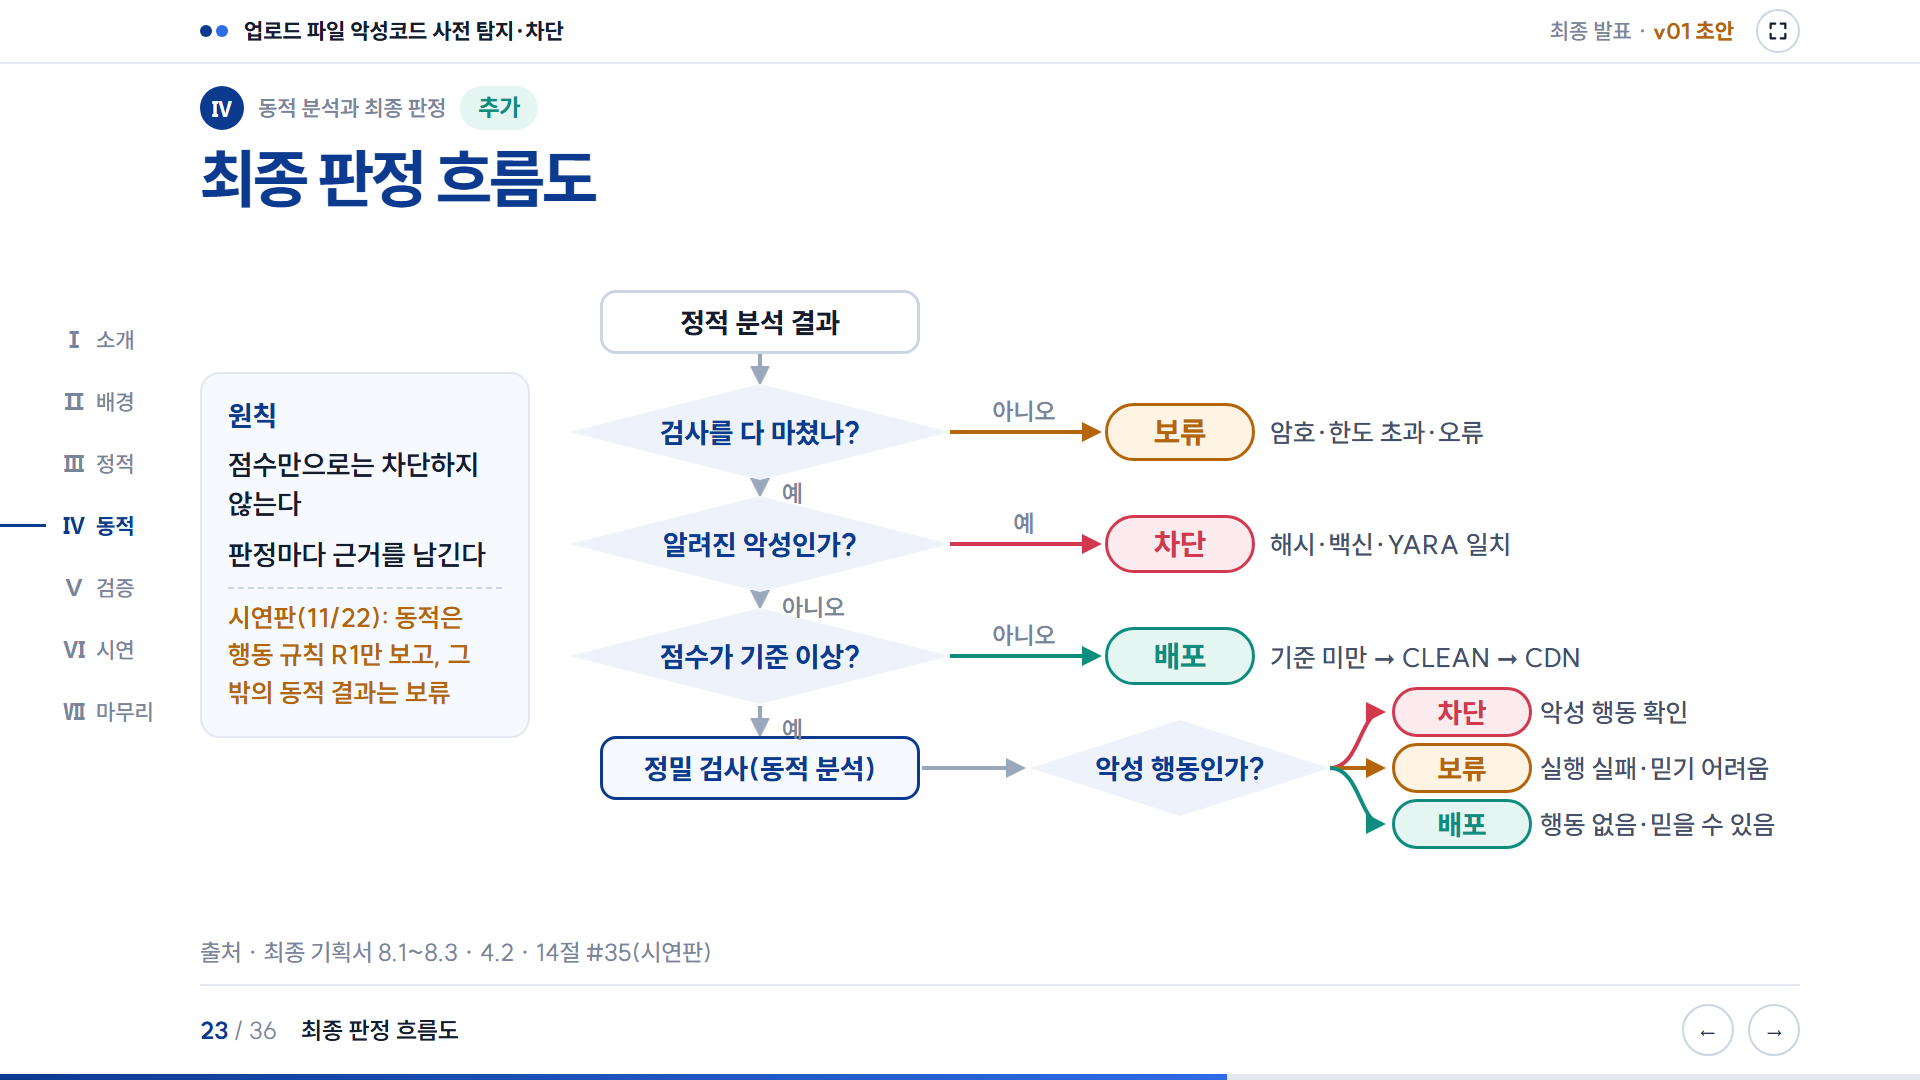 업로드 파일 악성코드 사전 탐지·차단
최종 발표 · v01 초안
Ⅳ 동적 분석과 최종 판정 추가
최종 판정 흐름도
Ⅰ 소개
Ⅱ 배경
Ⅲ 정적
Ⅳ 동적
Ⅴ 검증
Ⅵ 시연
Ⅶ 마무리
원칙
점수만으로는 차단하지
않는다
판정마다 근거를 남긴다
시연판(11/22): 동적은
행동 규칙 R1만 보고, 그
밖의 동적 결과는 보류
정적 분석 결과
검사를 다 마쳤나?
아니오
보류
암호·한도 초과·오류
예
알려진 악성인가?
예
차단
해시·백신·YARA 일치
아니오
점수가 기준 이상?
아니오
배포
기준 미만 → CLEAN → CDN
예
정밀 검사(동적 분석)
악성 행동인가?
차단 악성 행동 확인
보류 실행 실패·믿기 어려움
배포 행동 없음·믿을 수 있음
출처 · 최종 기획서 8.1~8.3 · 4.2 · 14절 #35(시연판)
23 / 36 최종 판정 흐름도
← →